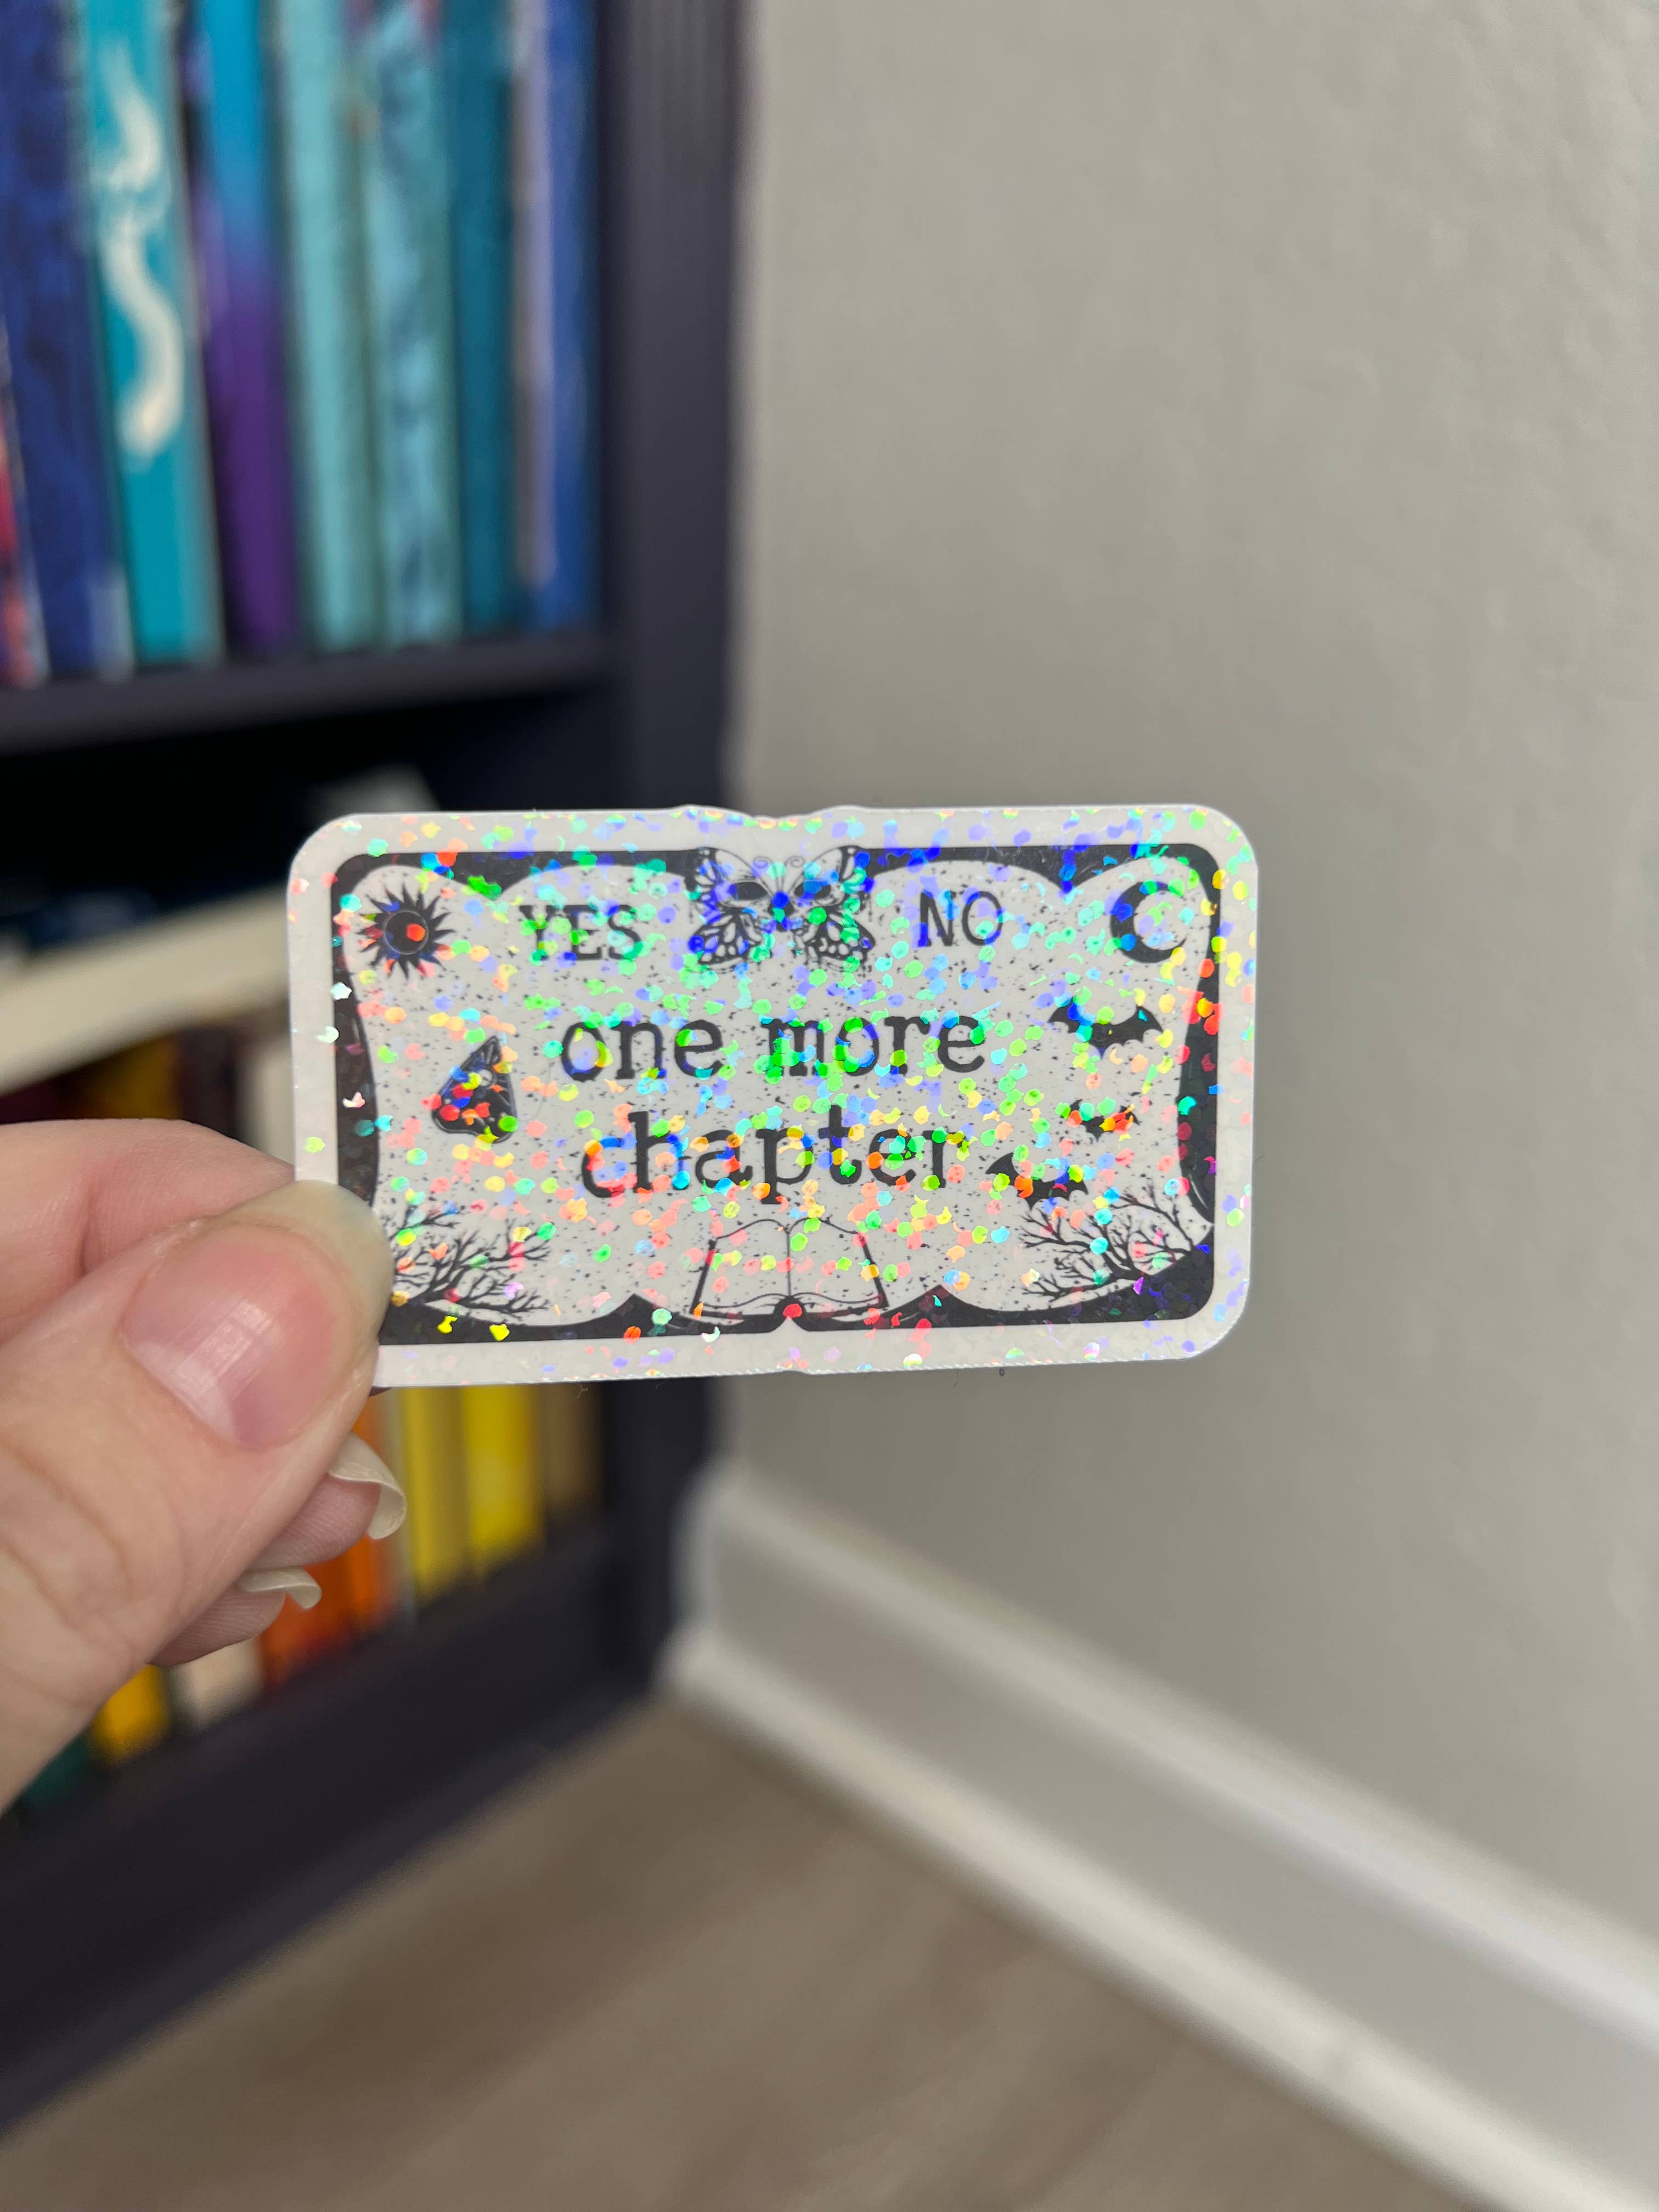 YES NO
one more
chapter